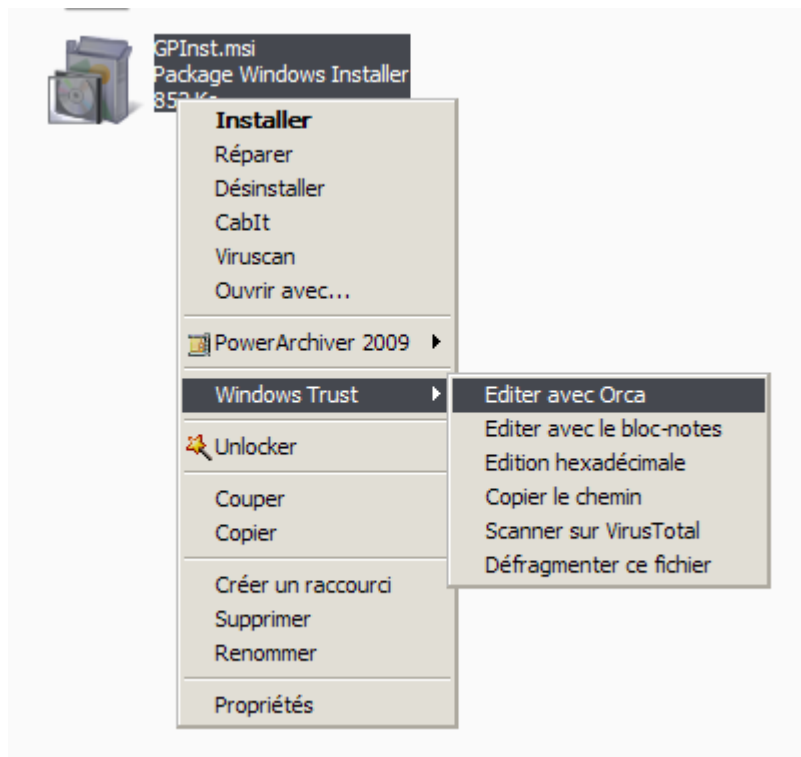 GPInst.msi
Package Windows Installer
Installer
Réparer
Désinstaller
CabIt
Viruscan
Ouvrir avec...
PowerArchiver 2009
Windows Trust
Unlocker
Couper
Copier
Créer un raccourci
Supprimer
Renommer
Propriétés
Editer avec Orca
Editer avec le bloc-notes
Edition hexadécimale
Copier le chemin
Scanner sur VirusTotal
Défragmenter ce fichier